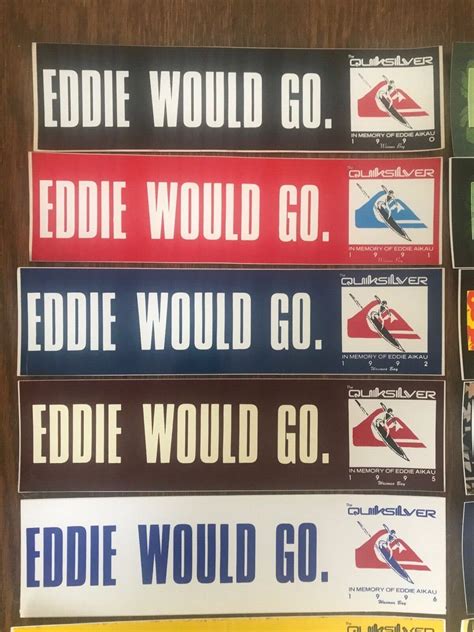 EDDIE WOULD GO.
The
QUIKSILVER
IN MEMORY OF EDDIE AIKAU
1 9 9 0
Waimea Bay
EDDIE WOULD GO.
The
QUIKSILVER
IN MEMORY OF EDDIE AIKAU
1 9 9 1
Waimea Bay
EDDIE WOULD GO.
The
QUIKSILVER
IN MEMORY OF EDDIE AIKAU
1 9 9 2
Waimea Bay
EDDIE WOULD GO.
The
QUIKSILVER
IN MEMORY OF EDDIE AIKAU
1 9 9 5
Waimea Bay
EDDIE WOULD GO.
The
QUIKSILVER
IN MEMORY OF EDDIE AIKAU
1 9 9 6
Waimea Bay